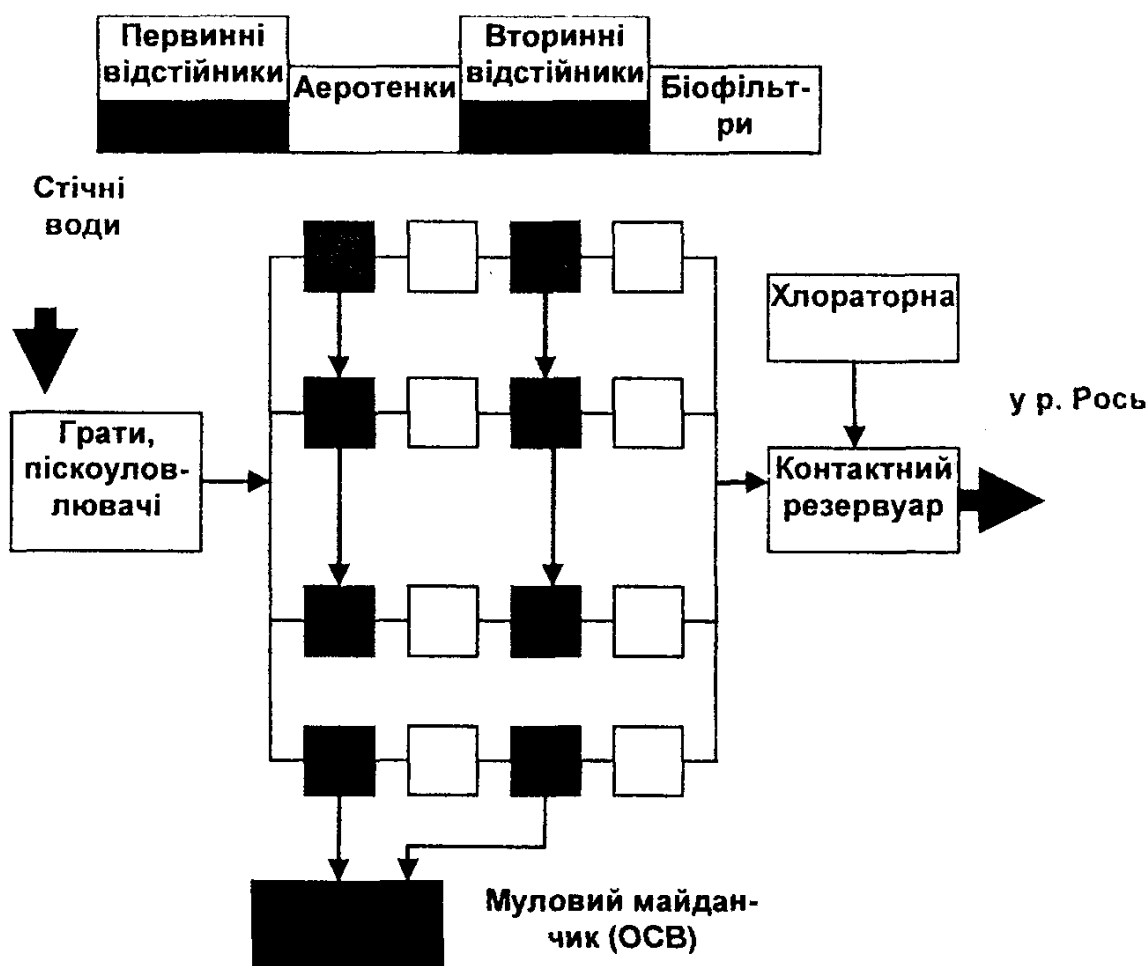 Первинні
відстійники
Аеротенки
Вторинні
відстійники
Біофільт-
ри
Стічні
води
Хлораторна
у р. Рось
Грати,
піскоулов-
лювачі
Контактний
резервуар
Муловий майдан-
чик (ОСВ)